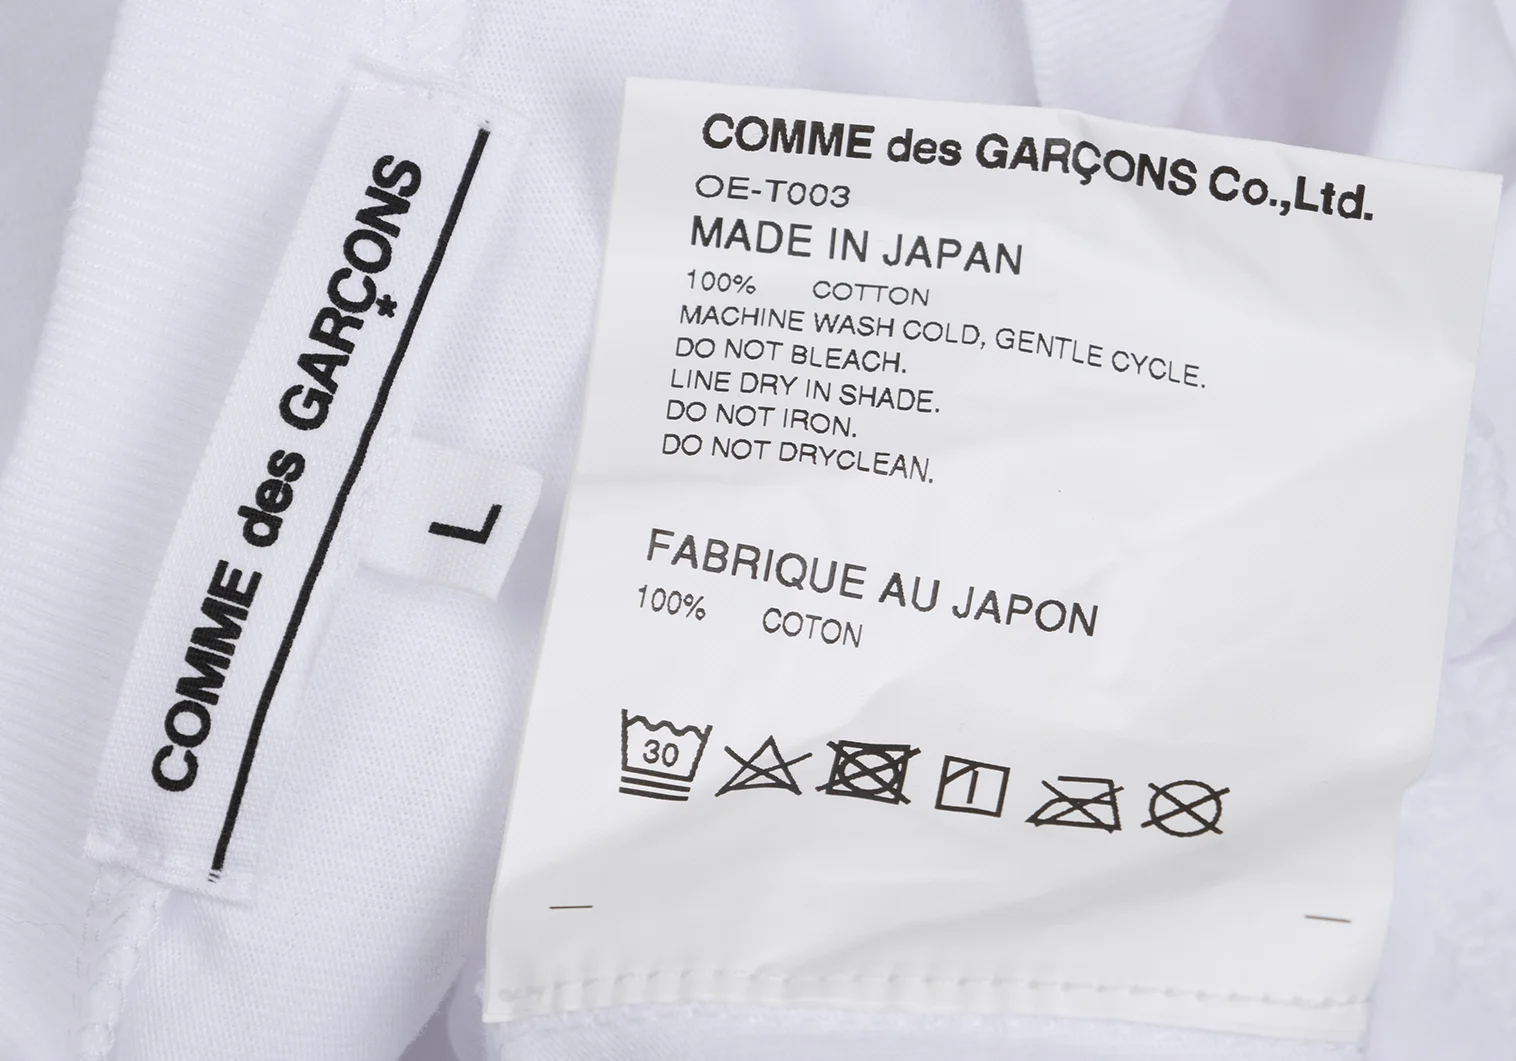 COMME des GARÇONS
*
L
COMME des GARÇONS Co.,Ltd.
OE-T003
MADE IN JAPAN
100% COTTON
MACHINE WASH COLD, GENTLE CYCLE.
DO NOT BLEACH.
LINE DRY IN SHADE.
DO NOT IRON.
DO NOT DRYCLEAN.
FABRIQUE AU JAPON
100% COTON
30